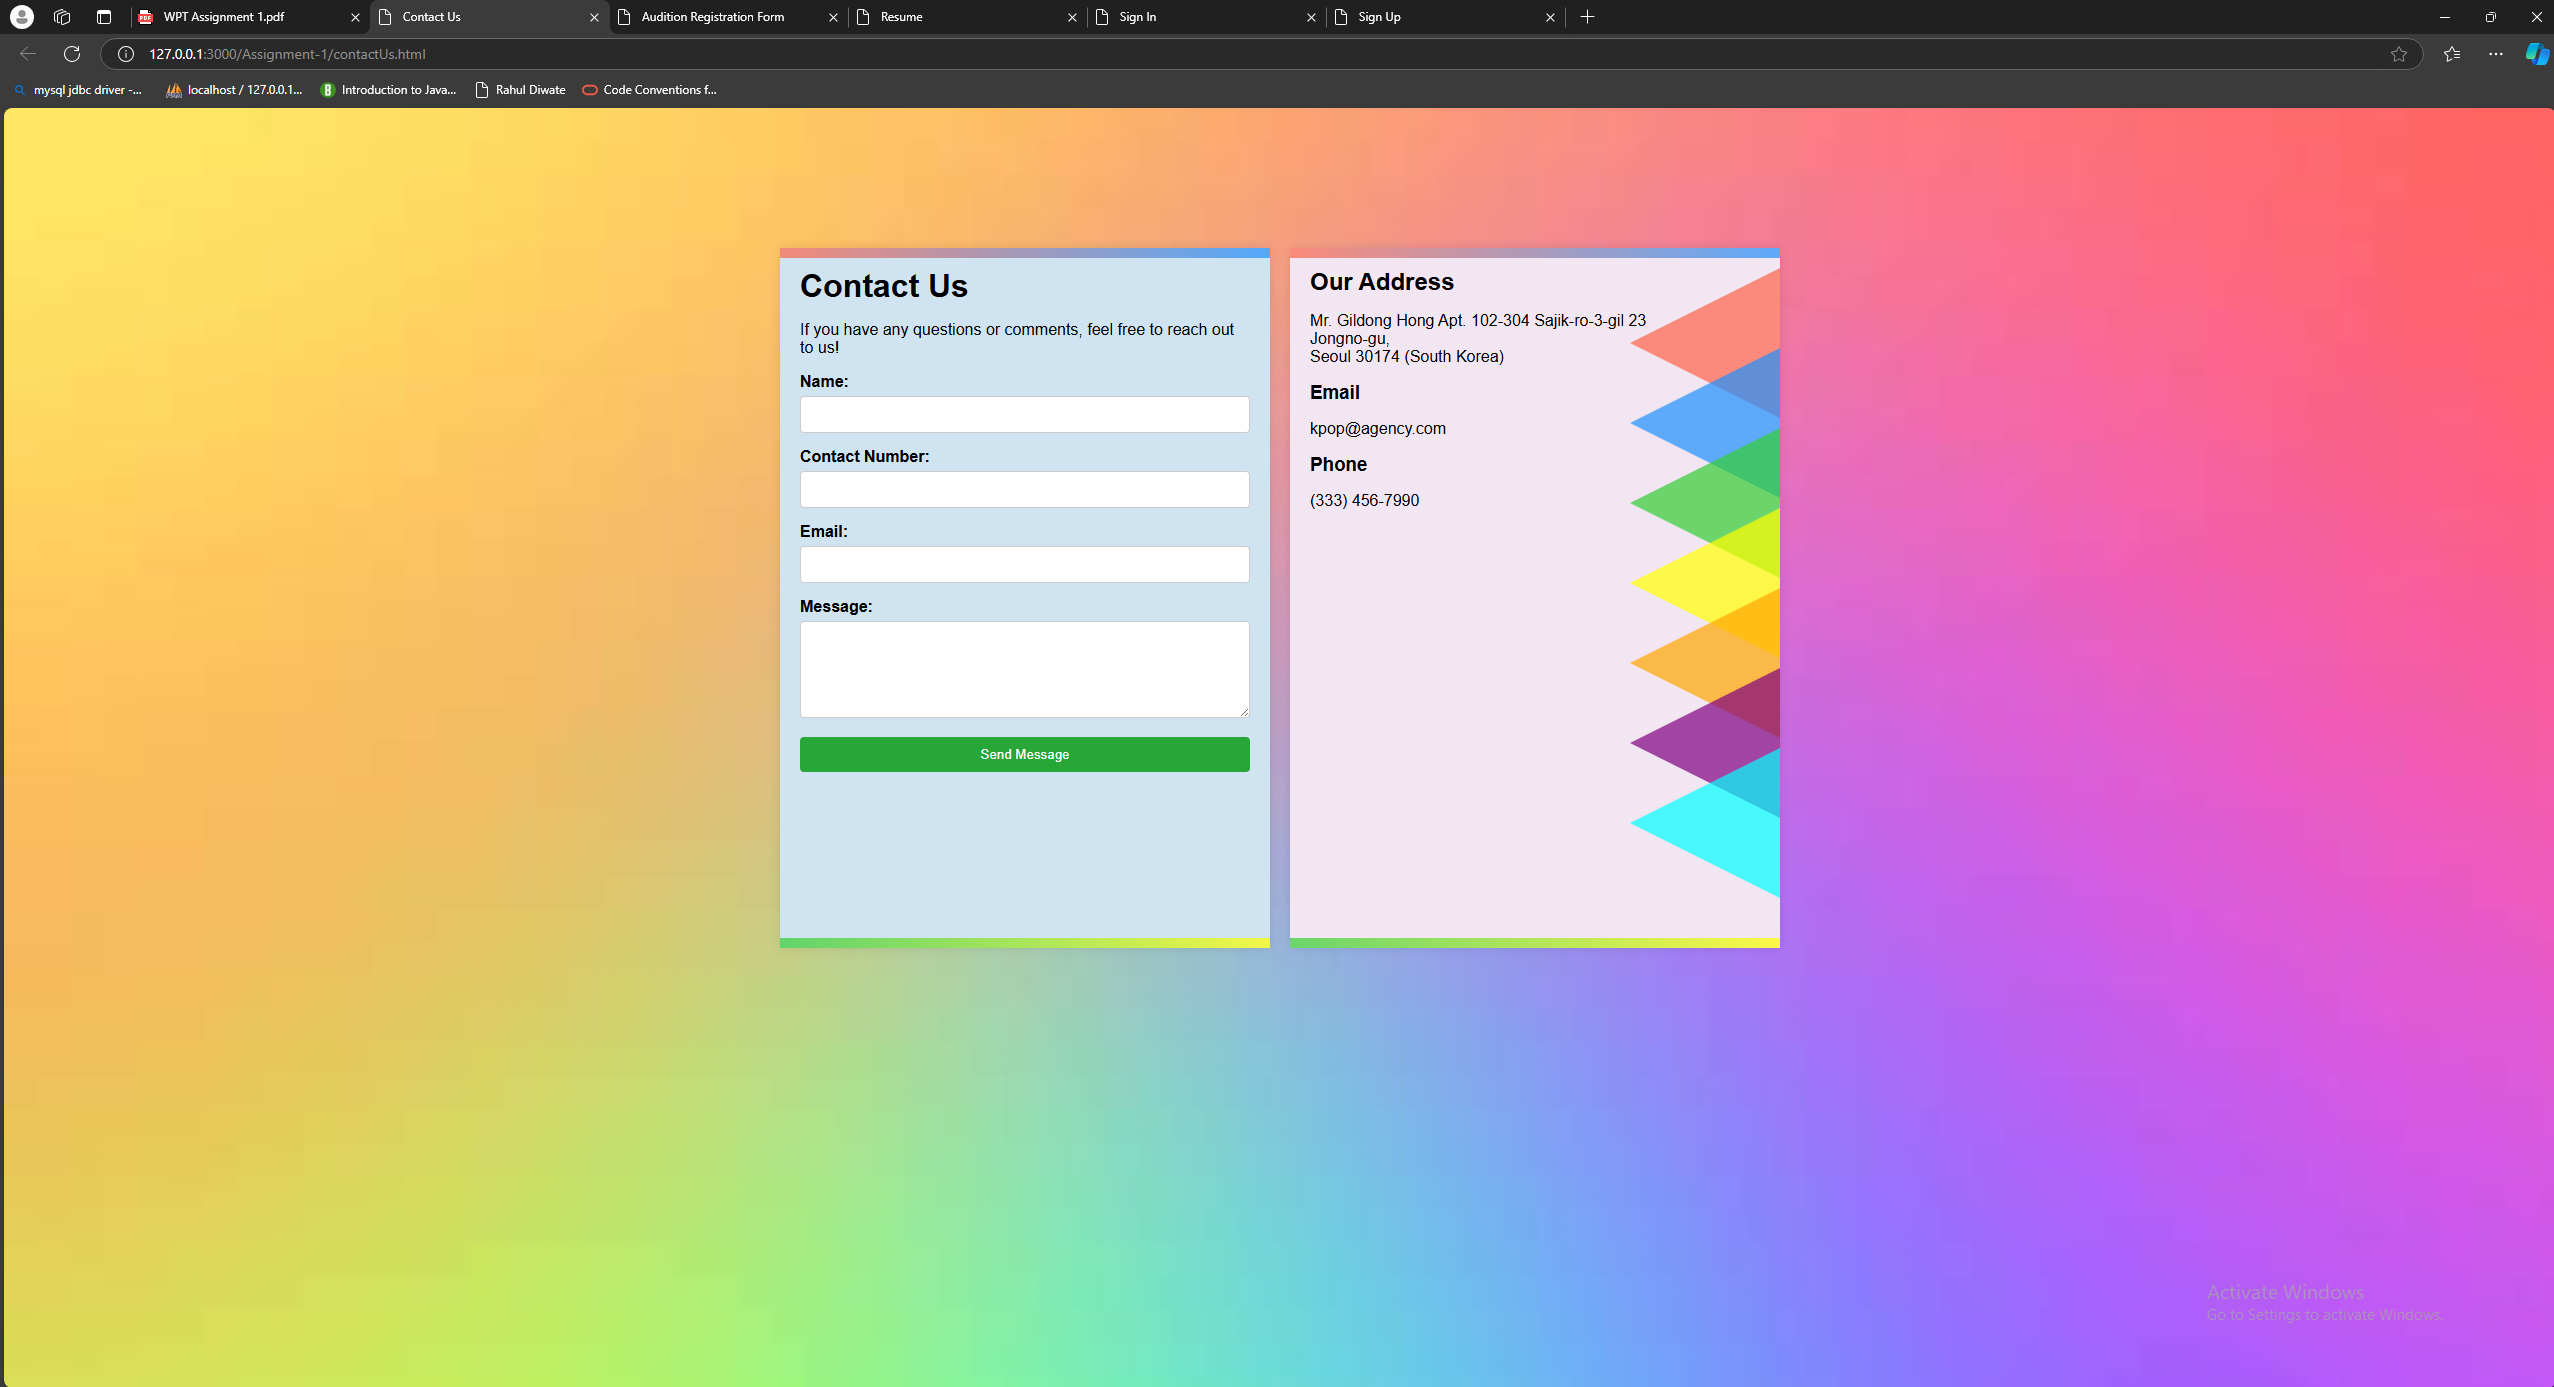 WPT Assignment 1.pdf
Contact Us
Audition Registration Form
Resume
Sign In
Sign Up
127.0.0.1:3000/Assignment-1/contactUs.html
mysql jdbc driver -...
localhost / 127.0.0.1...
Introduction to Java...
Rahul Diwate
Code Conventions f...
Contact Us
If you have any questions or comments, feel free to reach out
to us!
Name:
Contact Number:
Email:
Message:
Send Message
Our Address
Mr. Gildong Hong Apt. 102-304 Sajik-ro-3-gil 23
Jongno-gu,
Seoul 30174 (South Korea)
Email
kpop@agency.com
Phone
(333) 456-7990
Activate Windows
Go to Settings to activate Windows.